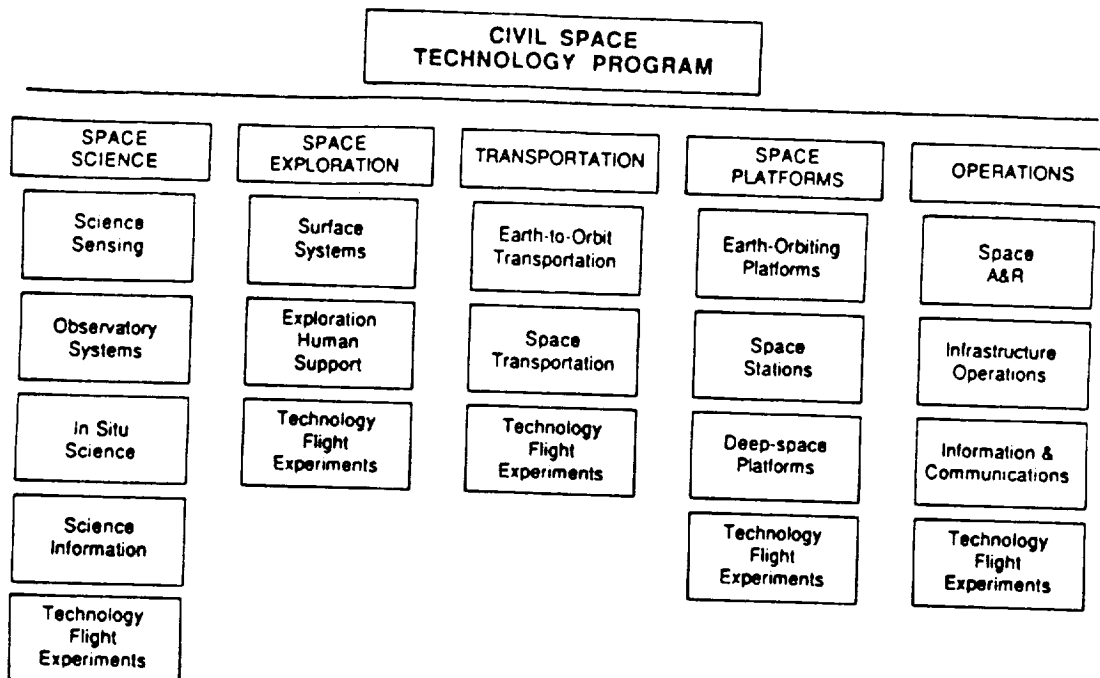 CIVIL SPACE
TECHNOLOGY PROGRAM
SPACE
SCIENCE
Science
Sensing
Observatory
Systems
In Situ
Science
Science
Information
Technology
Flight
Experiments
SPACE
EXPLORATION
Surface
Systems
Exploration
Human
Support
Technology
Flight
Experiments
TRANSPORTATION
Earth-to-Orbit
Transportation
Space
Transportation
Technology
Flight
Experiments
SPACE
PLATFORMS
Earth-Orbiting
Platforms
Space
Stations
Deep-space
Platforms
Technology
Flight
Experiments
OPERATIONS
Space
A&R
Infrastructure
Operations
Information &
Communications
Technology
Flight
Experiments